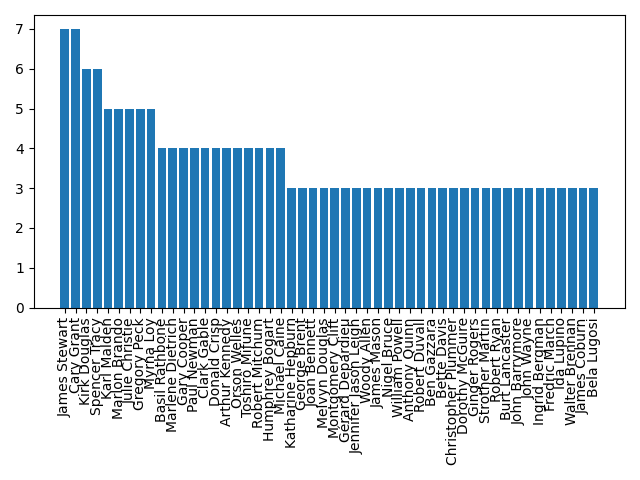 7
6
5
4
3
2
1
0
James Stewart
Cary Grant
Kirk Douglas
Spencer Tracy
Karl Malden
Marlon Brando
Julie Christie
Gregory Peck
Myrna Loy
Basil Rathbone
Marlene Dietrich
Gary Cooper
Paul Newman
Clark Gable
Donald Crisp
Arthur Kennedy
Orson Welles
Toshiro Mifune
Robert Mitchum
Humphrey Bogart
Michael Caine
Katharine Hepburn
George Brent
Joan Bennett
Melvyn Douglas
Montgomery Clift
Gerard Depardieu
Jennifer Jason Leigh
Woody Allen
James Mason
Nigel Bruce
William Powell
Anthony Quinn
Robert Duvall
Ben Gazzara
Bette Davis
Christopher Plummer
Dorothy McGuire
Ginger Rogers
Strother Martin
Robert Ryan
Burt Lancaster
John Barrymore
John Wayne
Ingrid Bergman
Fredric March
Ida Lupino
Walter Brennan
James Coburn
Bela Lugosi